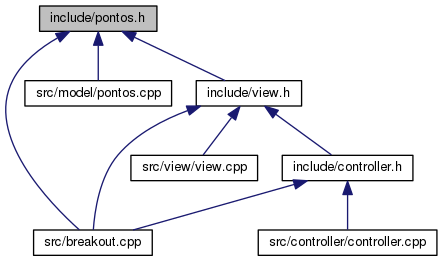 include/pontos.h
src/model/pontos.cpp
include/view.h
src/view/view.cpp
include/controller.h
src/breakout.cpp
src/controller/controller.cpp